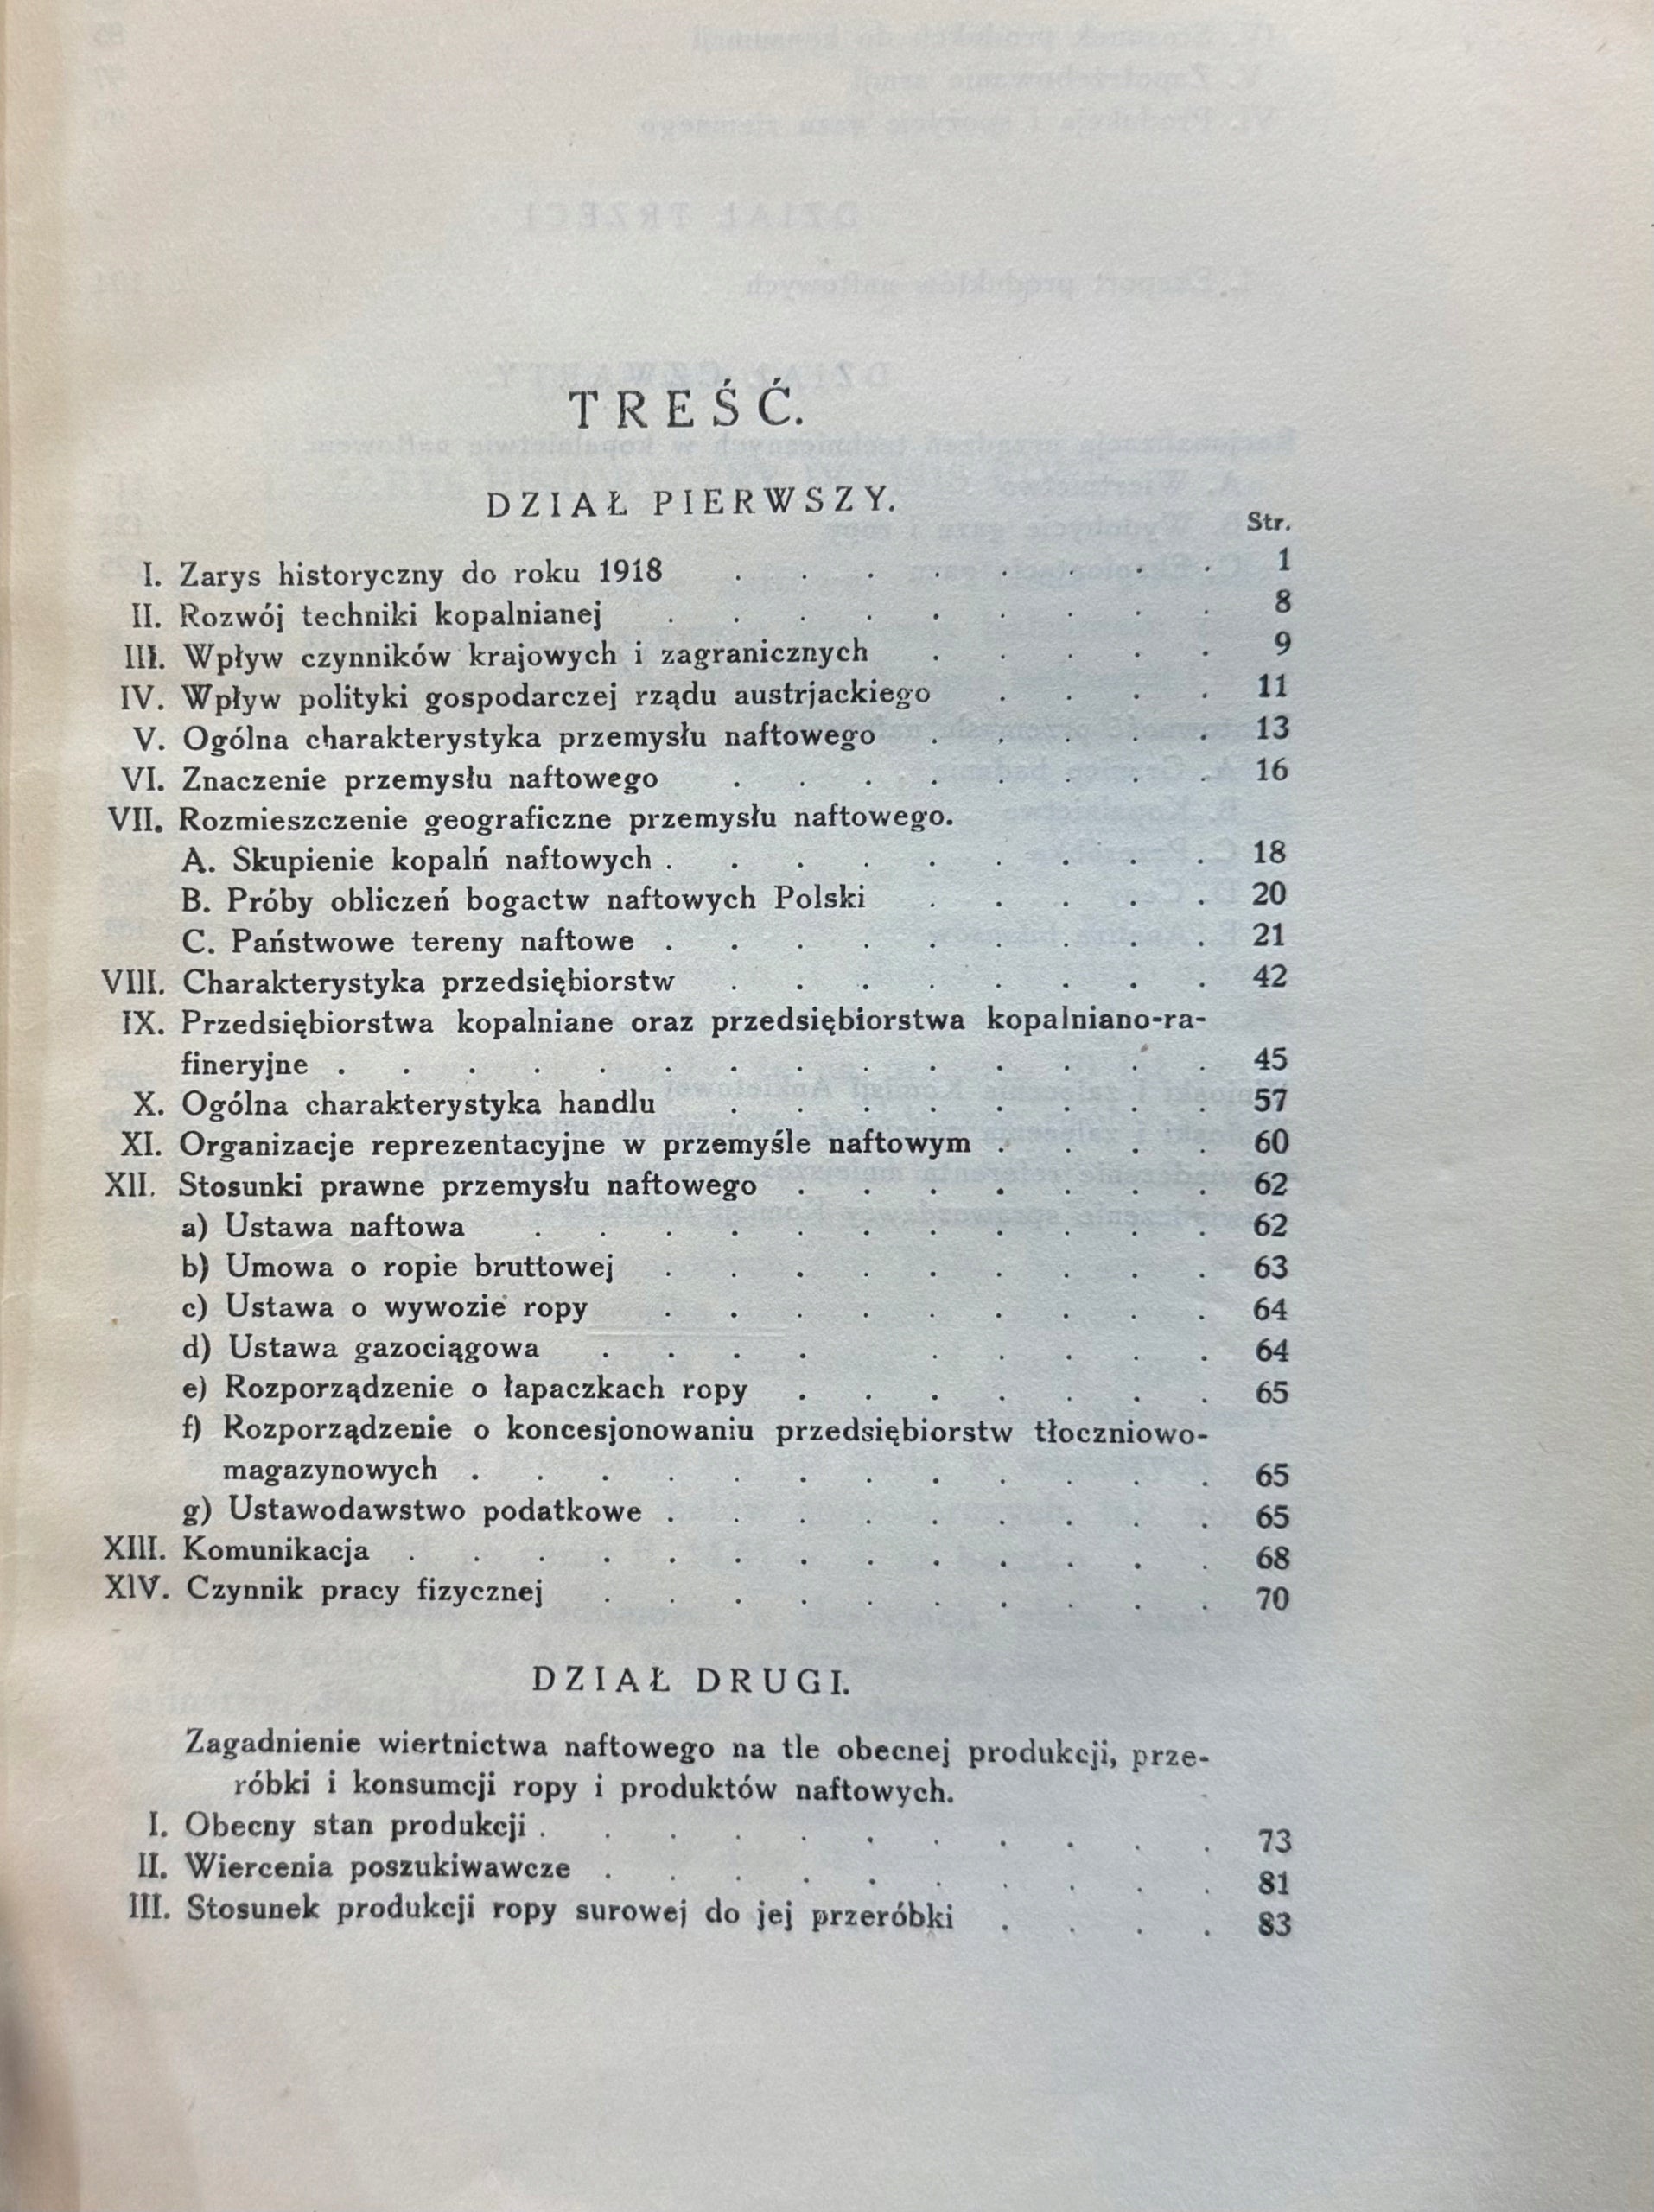 TREŚĆ.
DZIAŁ PIERWSZY.
Str.
I. Zarys historyczny do roku 1918 . . . . . . . . 1
II. Rozwój techniki kopalnianej . . . . . . . . . 8
III. Wpływ czynników krajowych i zagranicznych . . . . . 9
IV. Wpływ polityki gospodarczej rządu austrjackiego . . . . 11
V. Ogólna charakterystyka przemysłu naftowego . . . . . 13
VI. Znaczenie przemysłu naftowego . . . . . . . . 16
VII. Rozmieszczenie geograficzne przemysłu naftowego.
A. Skupienie kopalń naftowych . . . . . . . . . 18
B. Próby obliczeń bogactw naftowych Polski . . . . . 20
C. Państwowe tereny naftowe . . . . . . . . . 21
VIII. Charakterystyka przedsiębiorstw . . . . . . . . 42
IX. Przedsiębiorstwa kopalniane oraz przedsiębiorstwa kopalniano-ra-
fineryjne . . . . . . . . . . . . . . 45
X. Ogólna charakterystyka handlu . . . . . . . . 57
XI. Organizacje reprezentacyjne w przemyśle naftowym . . . . 60
XII. Stosunki prawne przemysłu naftowego . . . . . . . 62
a) Ustawa naftowa . . . . . . . . . . . 62
b) Umowa o ropie bruttowej . . . . . . . . . 63
c) Ustawa o wywozie ropy . . . . . . . . . 64
d) Ustawa gazociągowa . . . . . . . . . 64
e) Rozporządzenie o łapaczkach ropy . . . . . . . 65
f) Rozporządzenie o koncesjonowaniu przedsiębiorstw tłoczniowo-
magazynowych . . . . . . . . . . . . 65
g) Ustawodawstwo podatkowe . . . . . . . . . 65
XIII. Komunikacja . . . . . . . . . . . . . 68
XIV. Czynnik pracy fizycznej . . . . . . . . . . 70
DZIAŁ DRUGI.
Zagadnienie wiertnictwa naftowego na tle obecnej produkcji, prze-
róbki i konsumcji ropy i produktów naftowych.
I. Obecny stan produkcji . . . . . . . . . . . 73
II. Wiercenia poszukiwawcze . . . . . . . . . . 81
III. Stosunek produkcji ropy surowej do jej przeróbki . . . . 83